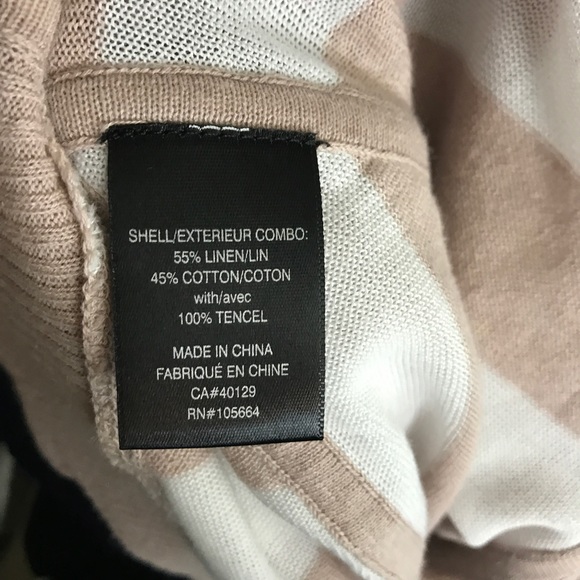 SHELL/EXTERIEUR COMBO:
55% LINEN/LIN
45% COTTON/COTON
with/avec
100% TENCEL
MADE IN CHINA
FABRIQUÉ EN CHINE
CA#40129
RN#105664